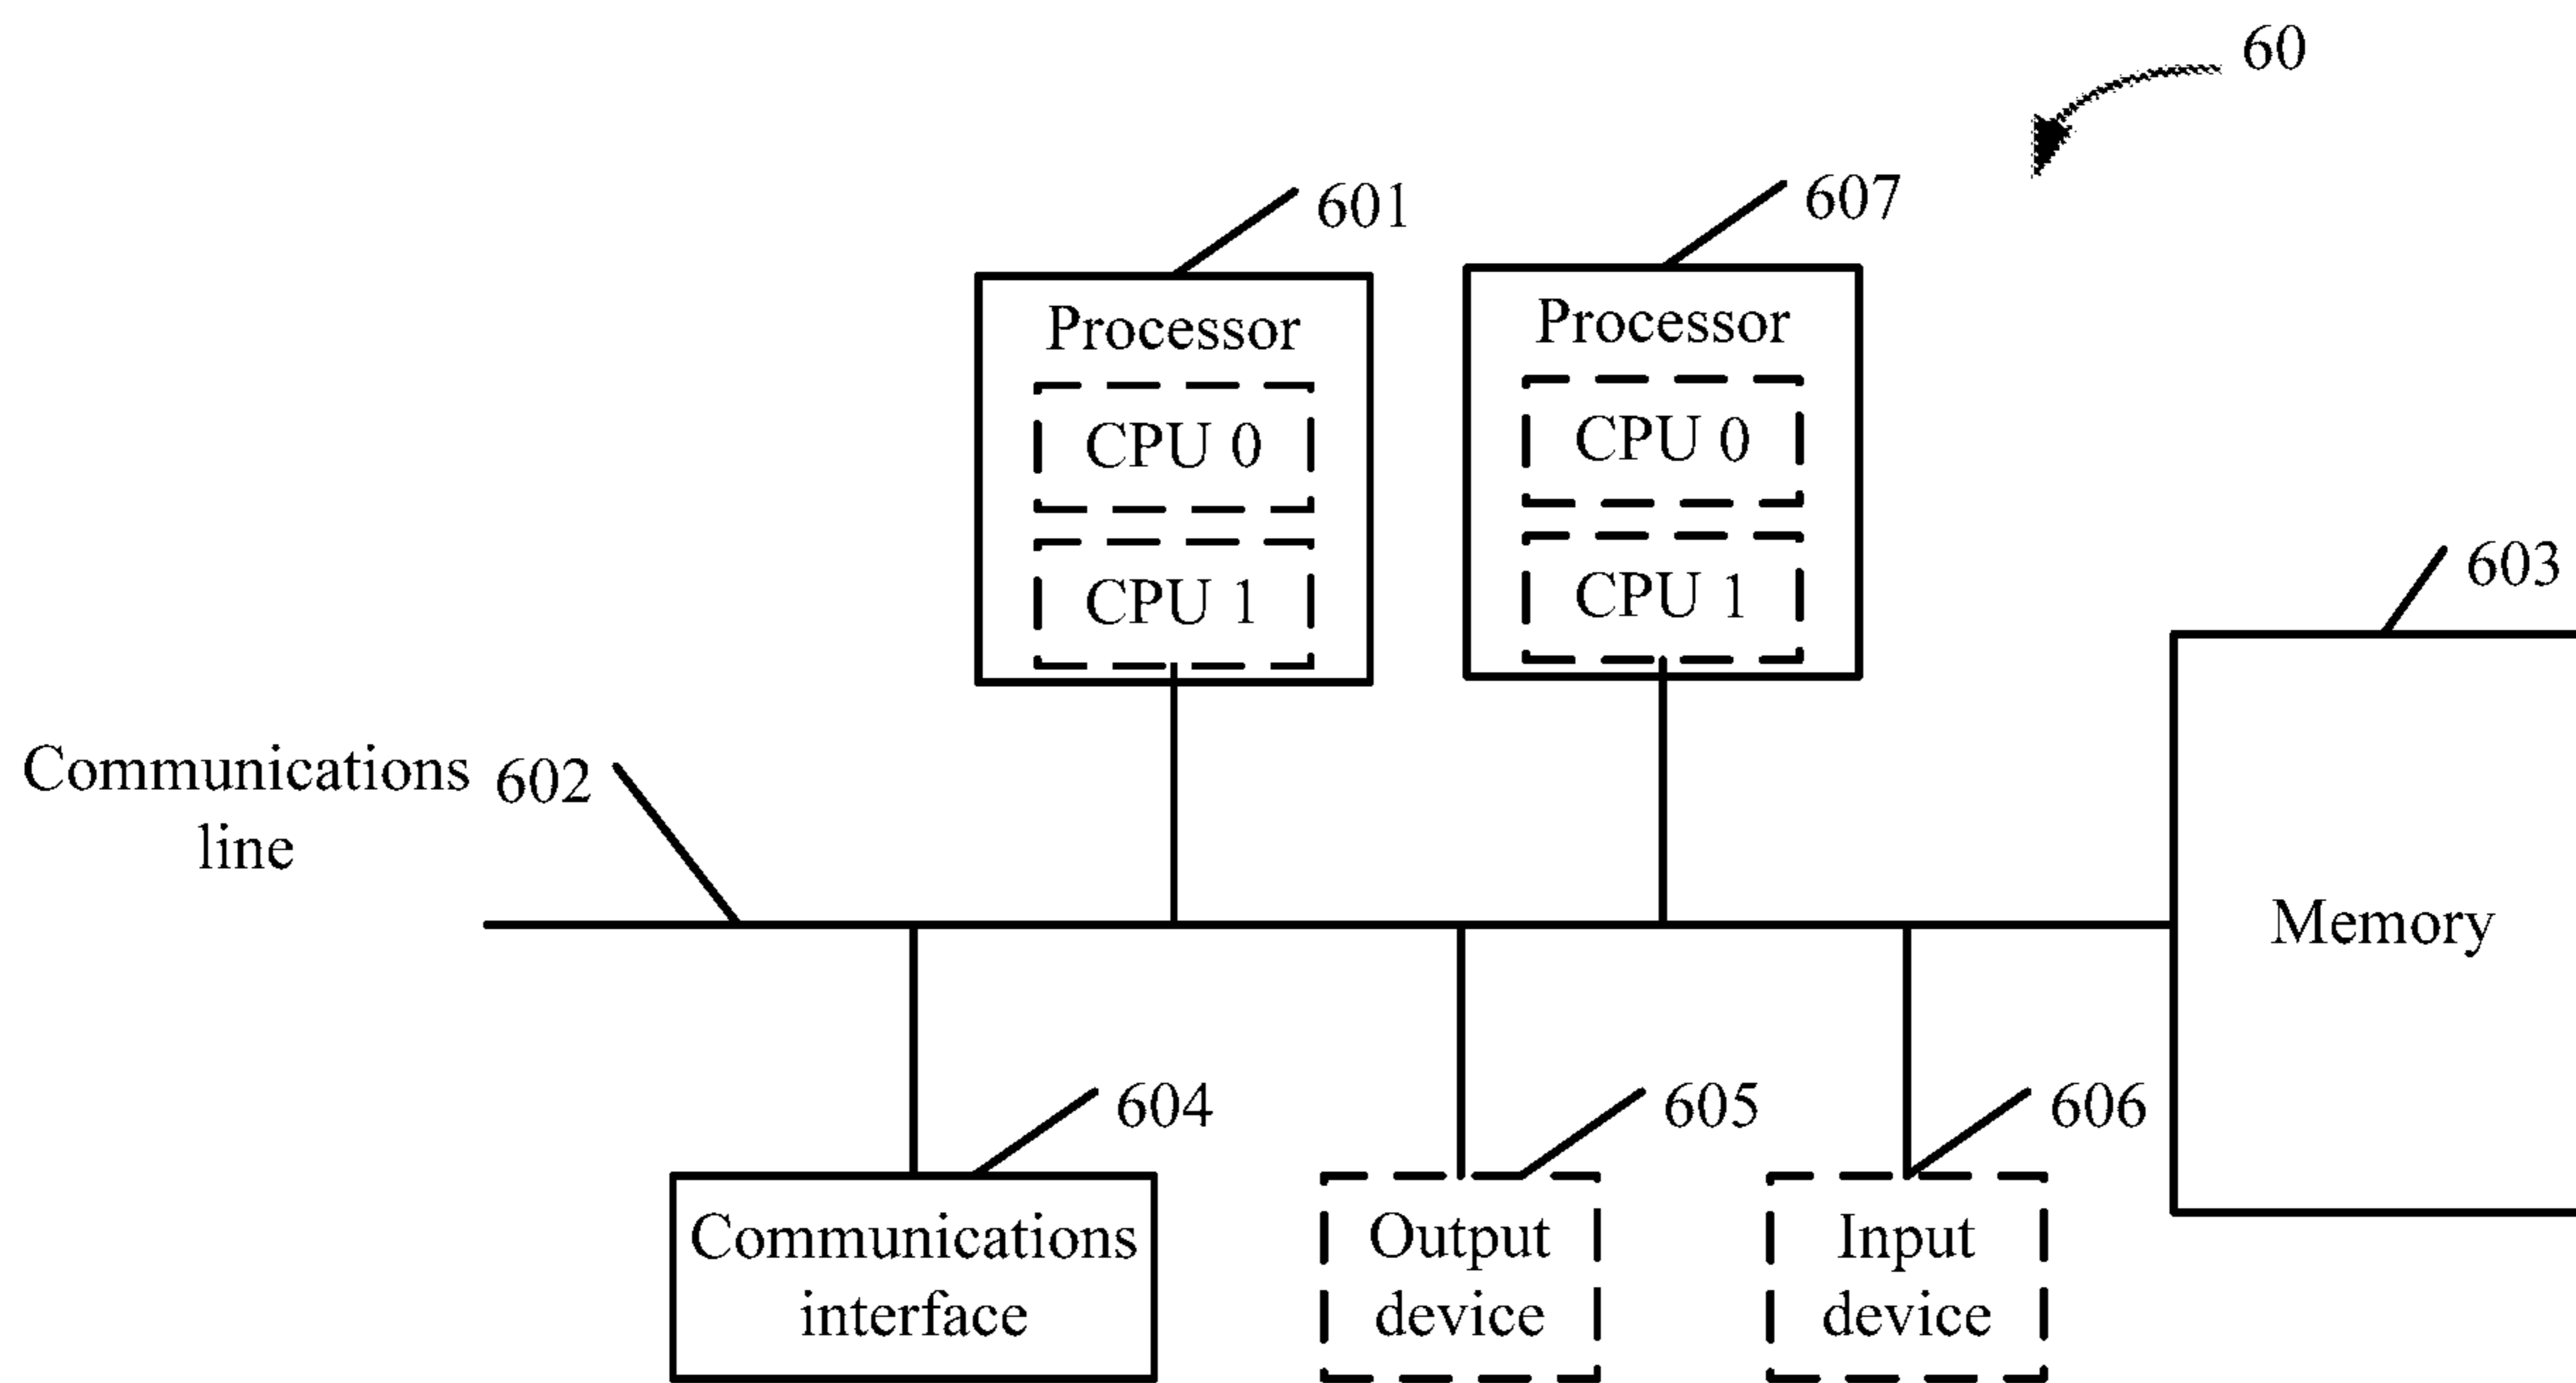 60
601
607
Processor
CPU 0
CPU 1
Processor
CPU 0
CPU 1
603
Communications
line
602
Memory
604
605
606
Communications
interface
Output
device
Input
device